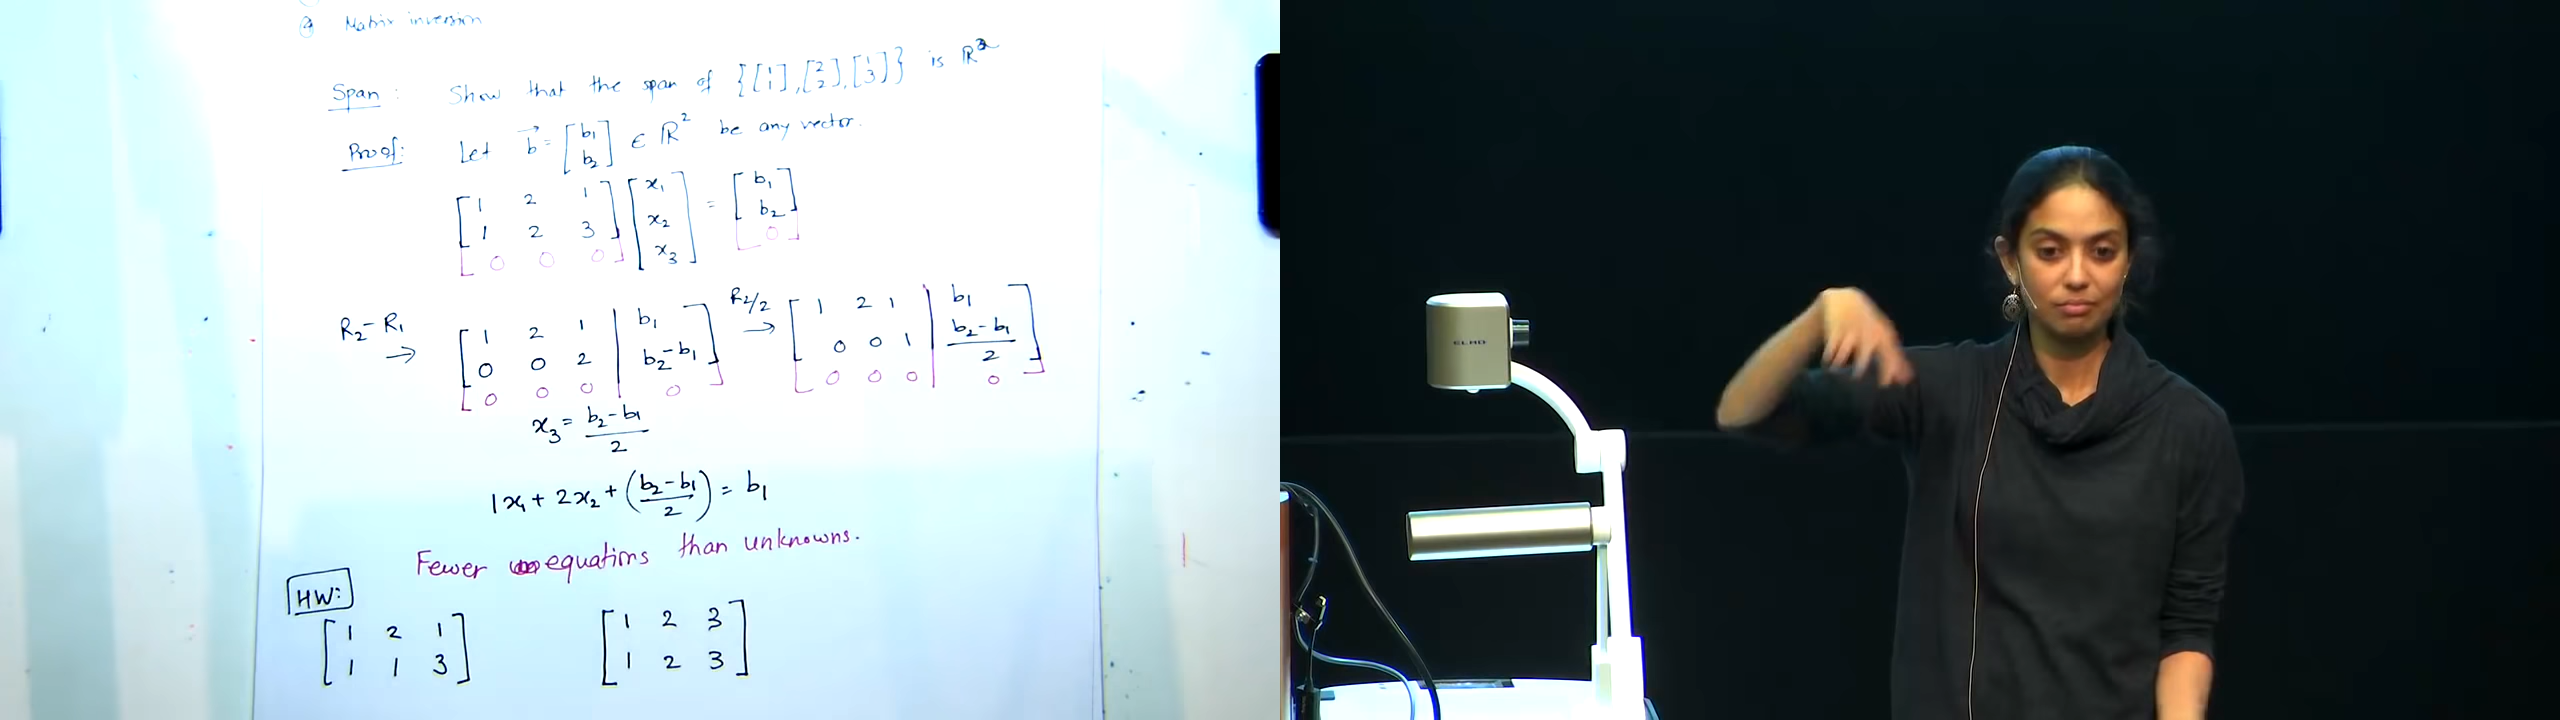 ④ Matrix inversion
Span: Show that the span of {[1 1], [2 2], [1 3]} is ℝ²
Proof: Let b⃗ = [b₁ b₂] ∈ ℝ² be any vector.
[1 2 1] [x₁] = [b₁]
[1 2 3] [x₂] [b₂]
[0 0 0] [x₃] [0]
R₂ - R₁ → [1 2 1 | b₁] R₂/2 → [1 2 1 | b₁]
[0 0 2 | b₂-b₁] [0 0 1 | (b₂-b₁)/2]
[0 0 0 | 0] [0 0 0 | 0]
x₃ = (b₂-b₁)/2
1x₁ + 2x₂ + ((b₂-b₁)/2) = b₁
Fewer equations than unknowns.
HW:
[1 2 1] [1 2 3]
[1 1 3] [1 2 3]
ELMO